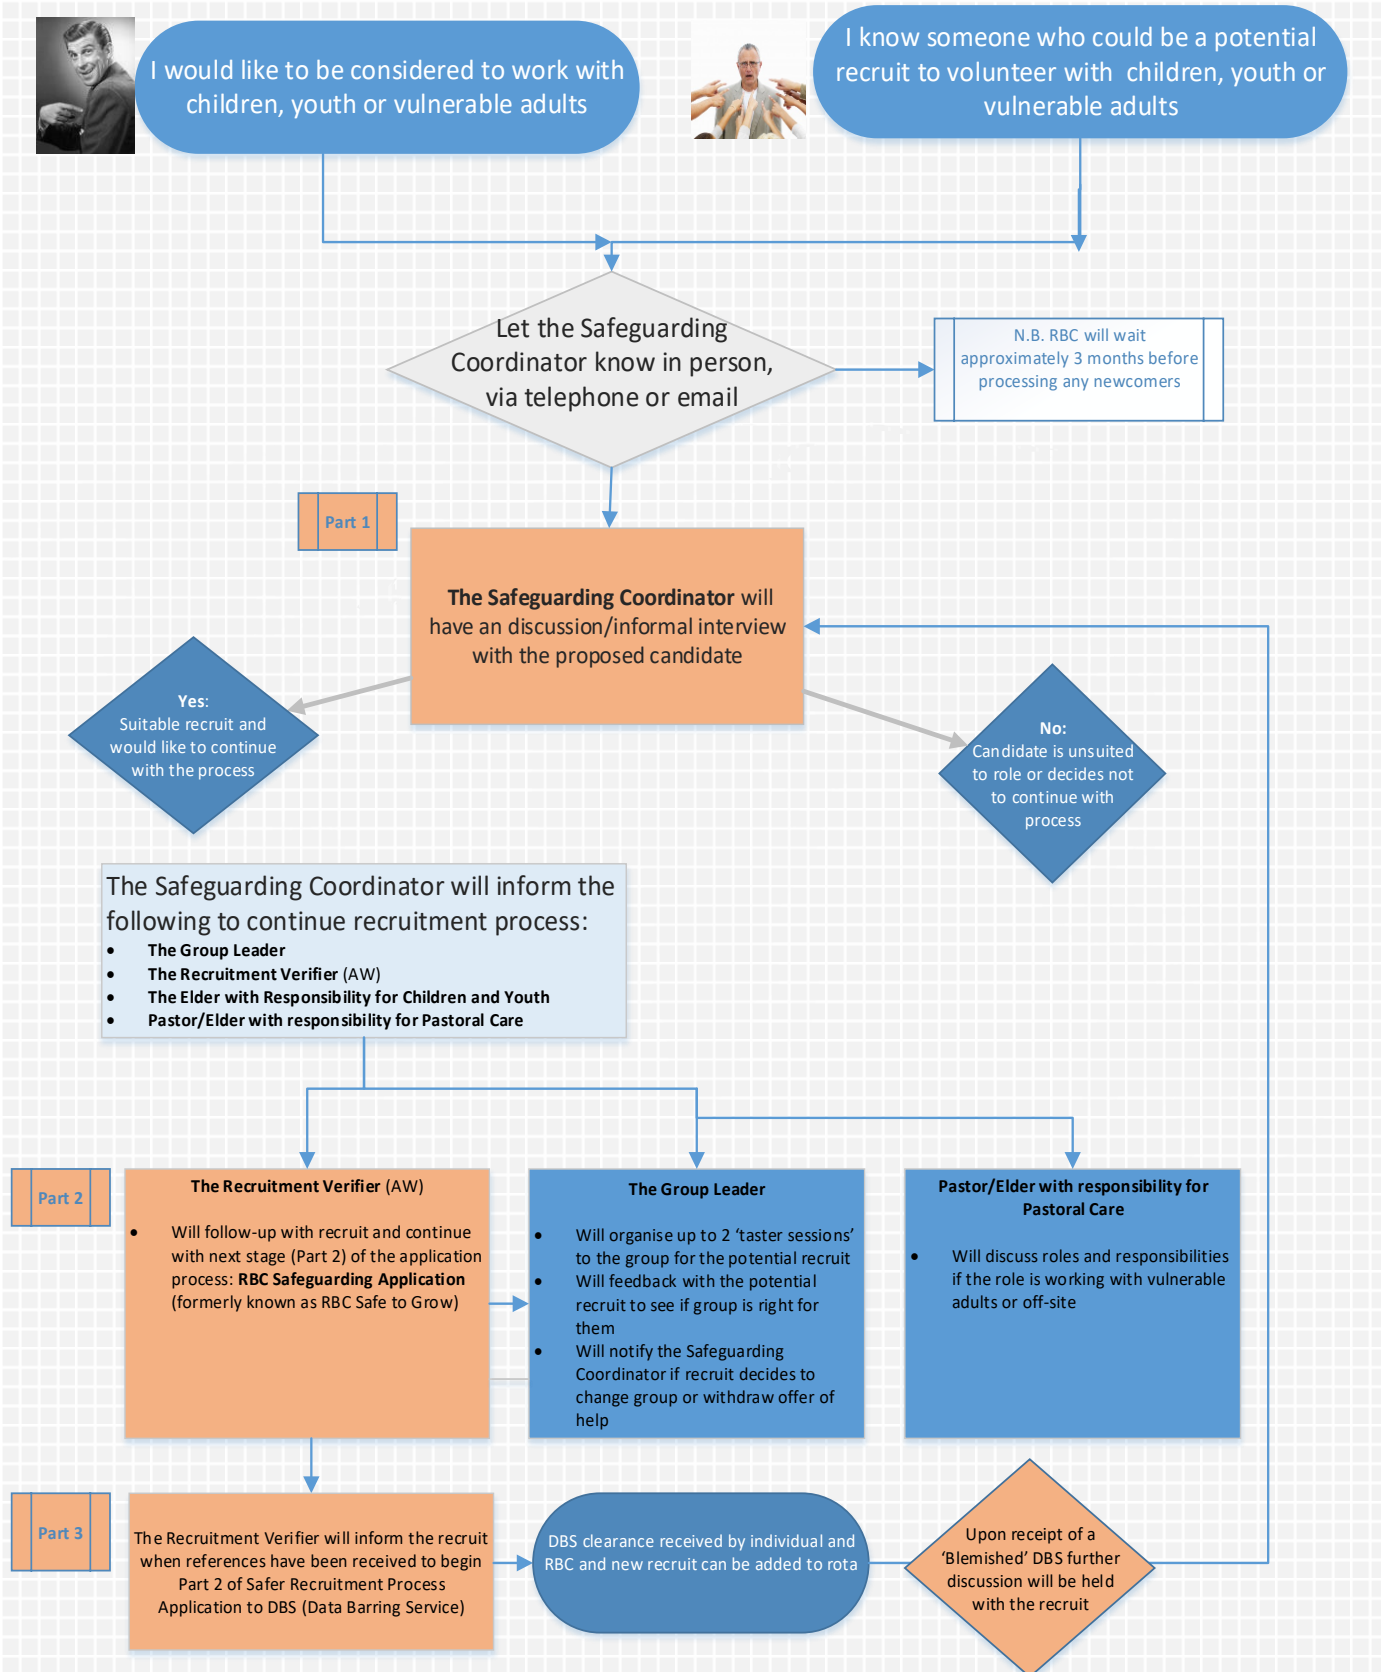 I would like to be considered to work with
children, youth or vulnerable adults
I know someone who could be a potential
recruit to volunteer with children, youth or
vulnerable adults
Let the Safeguarding
Coordinator know in person,
via telephone or email
N.B. RBC will wait
approximately 3 months before
processing any newcomers
Part 1
The Safeguarding Coordinator will
have an discussion/informal interview
with the proposed candidate
Yes:
Suitable recruit and
would like to continue
with the process
No:
Candidate is unsuited
to role or decides not
to continue with
process
The Safeguarding Coordinator will inform the
following to continue recruitment process:
• The Group Leader
• The Recruitment Verifier (AW)
• The Elder with Responsibility for Children and Youth
• Pastor/Elder with responsibility for Pastoral Care
Part 2
The Recruitment Verifier (AW)
• Will follow-up with recruit and continue
with next stage (Part 2) of the application
process: RBC Safeguarding Application
(formerly known as RBC Safe to Grow)
The Group Leader
• Will organise up to 2 ‘taster sessions’
to the group for the potential recruit
• Will feedback with the potential
recruit to see if group is right for
them
• Will notify the Safeguarding
Coordinator if recruit decides to
change group or withdraw offer of
help
Pastor/Elder with responsibility for
Pastoral Care
• Will discuss roles and responsibilities
if the role is working with vulnerable
adults or off-site
Part 3
The Recruitment Verifier will inform the recruit
when references have been received to begin
Part 2 of Safer Recruitment Process
Application to DBS (Data Barring Service)
DBS clearance received by individual and
RBC and new recruit can be added to rota
Upon receipt of a
‘Blemished’ DBS further
discussion will be held
with the recruit